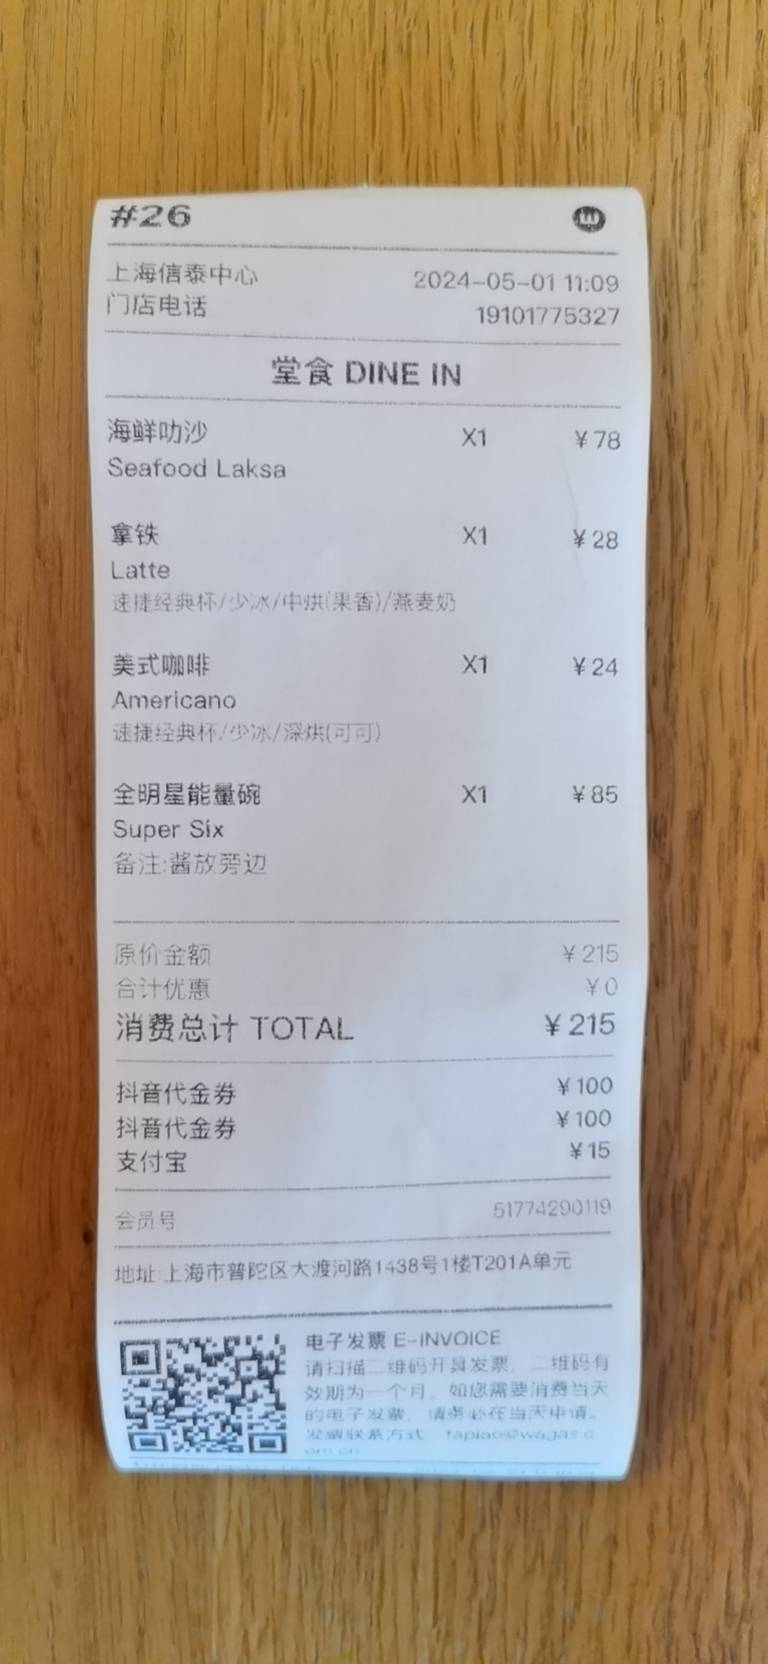 #26
上海信泰中心 2024-05-01 11:09
门店电话 19101775327
堂食 DINE IN
海鲜叻沙 X1 ¥78
Seafood Laksa
拿铁 X1 ¥28
Latte
速捷经典杯/少冰/中烘(果香)/燕麦奶
美式咖啡 X1 ¥24
Americano
速捷经典杯/少冰/深烘(可可)
全明星能量碗 X1 ¥85
Super Six
备注:酱放旁边
原价金额 ¥215
合计优惠 ¥0
消费总计 TOTAL ¥215
抖音代金券 ¥100
抖音代金券 ¥100
支付宝 ¥15
会员号 51774290119
地址:上海市普陀区大渡河路1438号1楼T201A单元
电子发票 E-INVOICE
请扫描二维码开具发票，二维码有
效期为一个月，如您需要消费当天
的电子发票，请务必在当天申请。
发票联系方式 fapiao@wagas.c
om.cn